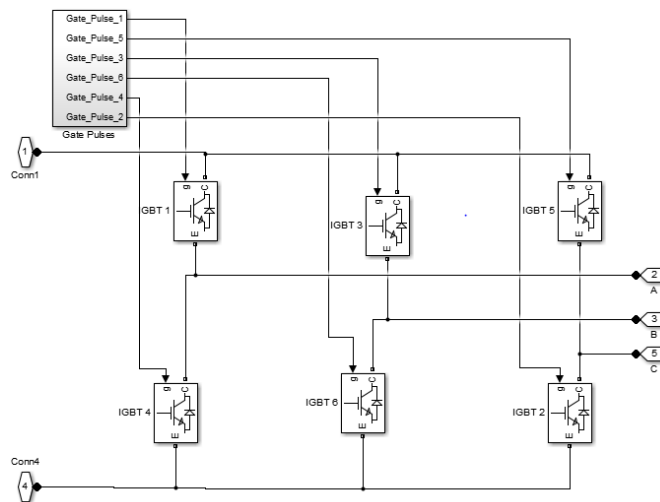 Gate_Pulse_1
Gate_Pulse_5
Gate_Pulse_3
Gate_Pulse_6
Gate_Pulse_4
Gate_Pulse_2
Gate Pulses
1
Conn1
g C
IGBT 1
E
g C
IGBT 3
E
g C
IGBT 5
E
2
A
3
B
5
C
g C
IGBT 4
E
g C
IGBT 6
E
g C
IGBT 2
E
Conn4
4